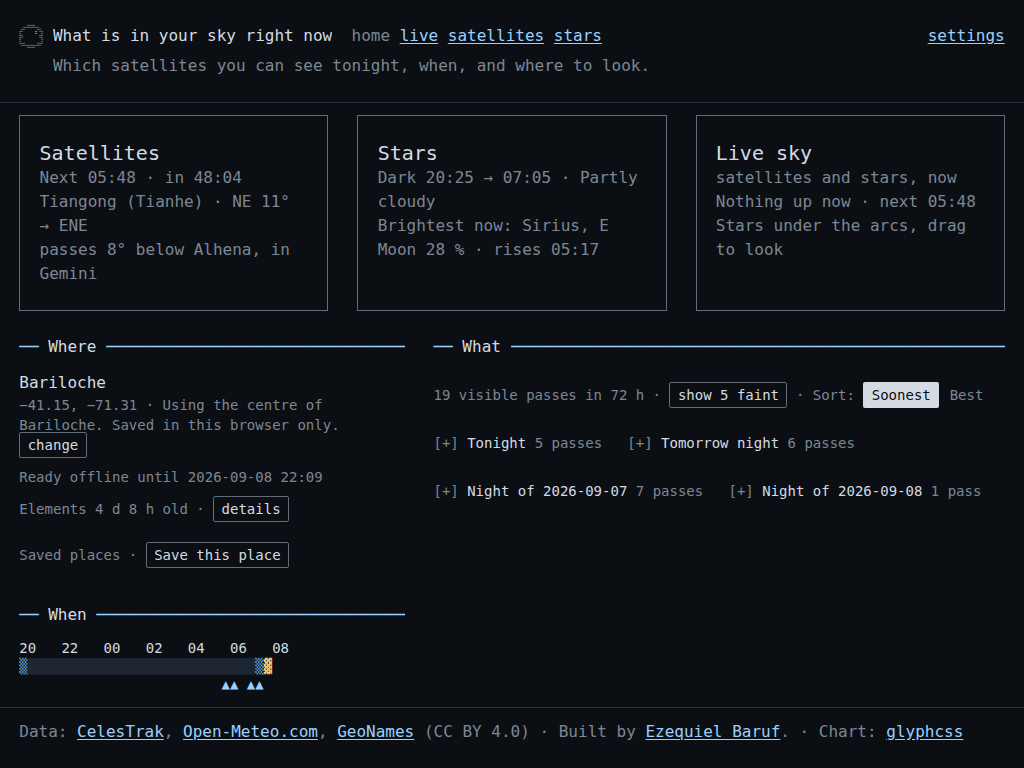 What is in your sky right now home live satellites stars settings
Which satellites you can see tonight, when, and where to look.
Satellites
Next 05:48 · in 48:04
Tiangong (Tianhe) · NE 11°
→ ENE
passes 8° below Alhena, in
Gemini
Stars
Dark 20:25 → 07:05 · Partly
cloudy
Brightest now: Sirius, E
Moon 28 % · rises 05:17
Live sky
satellites and stars, now
Nothing up now · next 05:48
Stars under the arcs, drag
to look
Where
Bariloche
−41.15, −71.31 · Using the centre of
Bariloche. Saved in this browser only.
change
Ready offline until 2026-09-08 22:09
Elements 4 d 8 h old · details
Saved places · Save this place
What
19 visible passes in 72 h · show 5 faint · Sort: Soonest Best
[+] Tonight 5 passes [+] Tomorrow night 6 passes
[+] Night of 2026-09-07 7 passes [+] Night of 2026-09-08 1 pass
When
20 22 00 02 04 06 08
Data: CelesTrak, Open-Meteo.com, GeoNames (CC BY 4.0) · Built by Ezequiel Baruf. · Chart: glyphcss